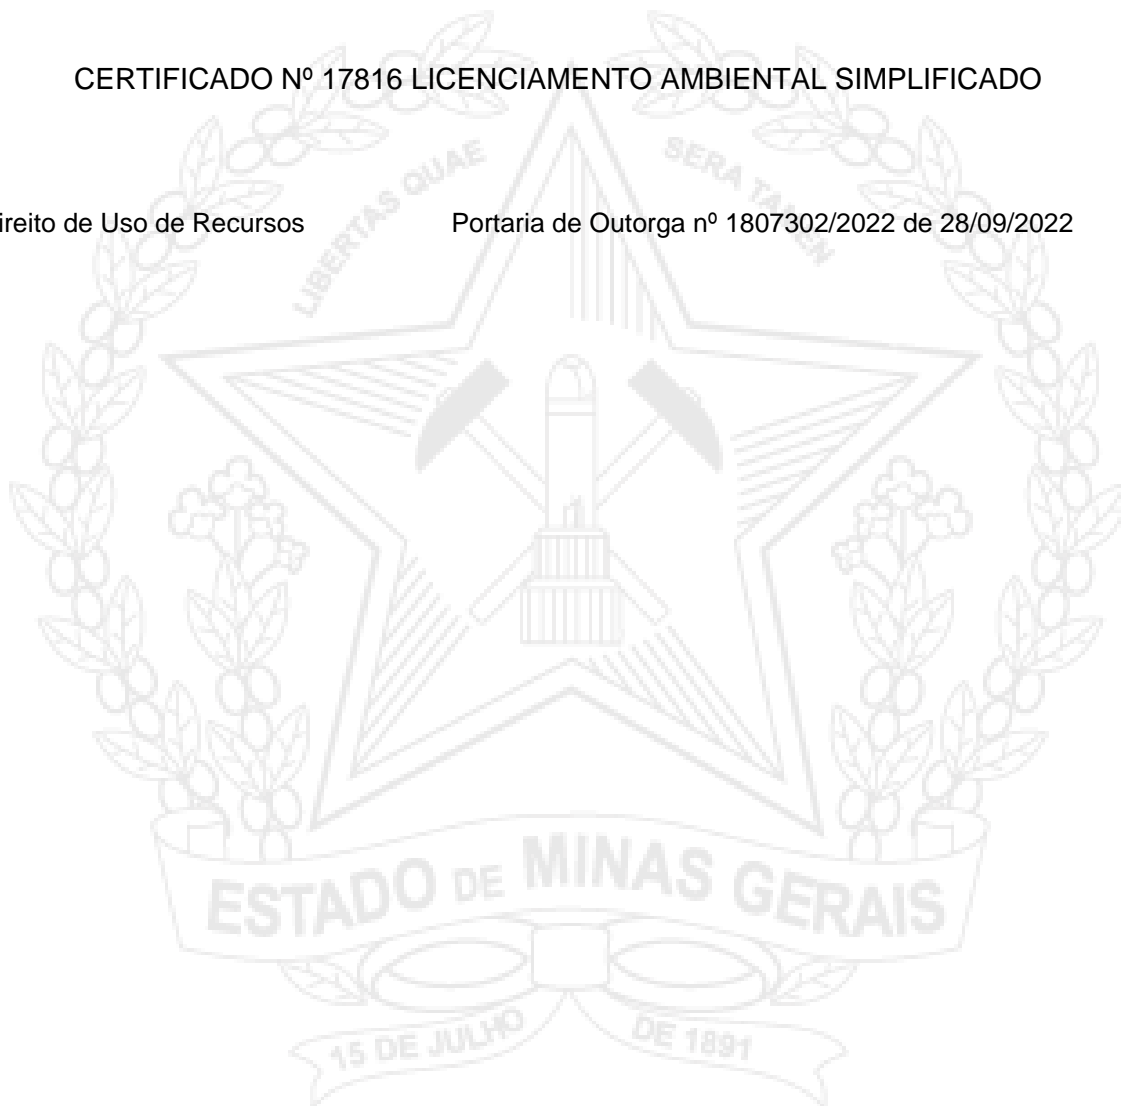 CERTIFICADO Nº 17816 LICENCIAMENTO AMBIENTAL SIMPLIFICADO
LIBERTAS QUAE SERA TAMEN
ireito de Uso de Recursos Portaria de Outorga nº 1807302/2022 de 28/09/2022
ESTADO DE MINAS GERAIS
15 DE JULHO DE 1891